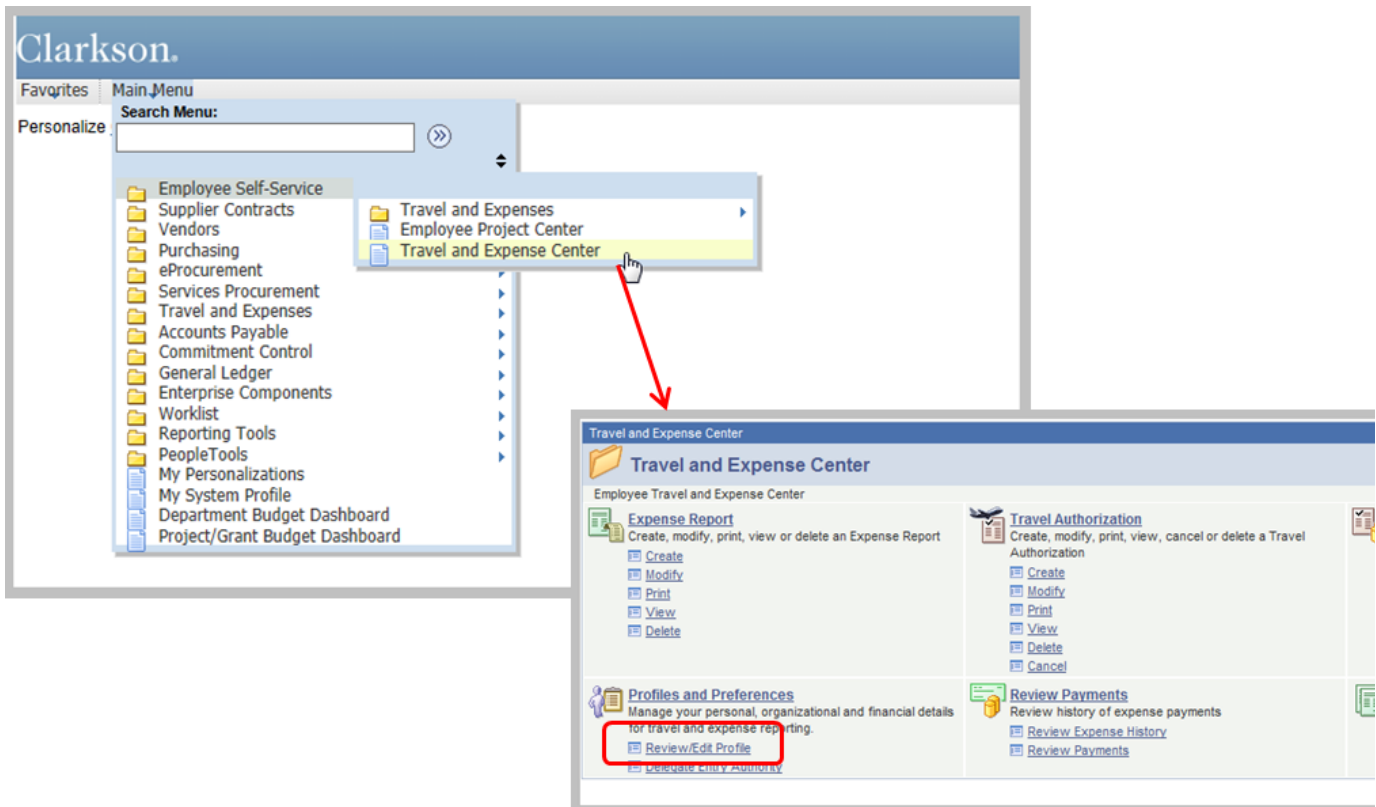 Clarkson.
Favorites Main Menu
Search Menu:
Personalize
Employee Self-Service
Supplier Contracts
Vendors
Purchasing
eProcurement
Services Procurement
Travel and Expenses
Accounts Payable
Commitment Control
General Ledger
Enterprise Components
Worklist
Reporting Tools
PeopleTools
My Personalizations
My System Profile
Department Budget Dashboard
Project/Grant Budget Dashboard
Travel and Expenses
Employee Project Center
Travel and Expense Center
Travel and Expense Center
Travel and Expense Center
Employee Travel and Expense Center
Expense Report
Create, modify, print, view or delete an Expense Report
Create
Modify
Print
View
Delete
Travel Authorization
Create, modify, print, view, cancel or delete a Travel
Authorization
Create
Modify
Print
View
Delete
Cancel
Profiles and Preferences
Manage your personal, organizational and financial details
for travel and expense reporting.
Review/Edit Profile
Delegate Entry Authority
Review Payments
Review history of expense payments
Review Expense History
Review Payments